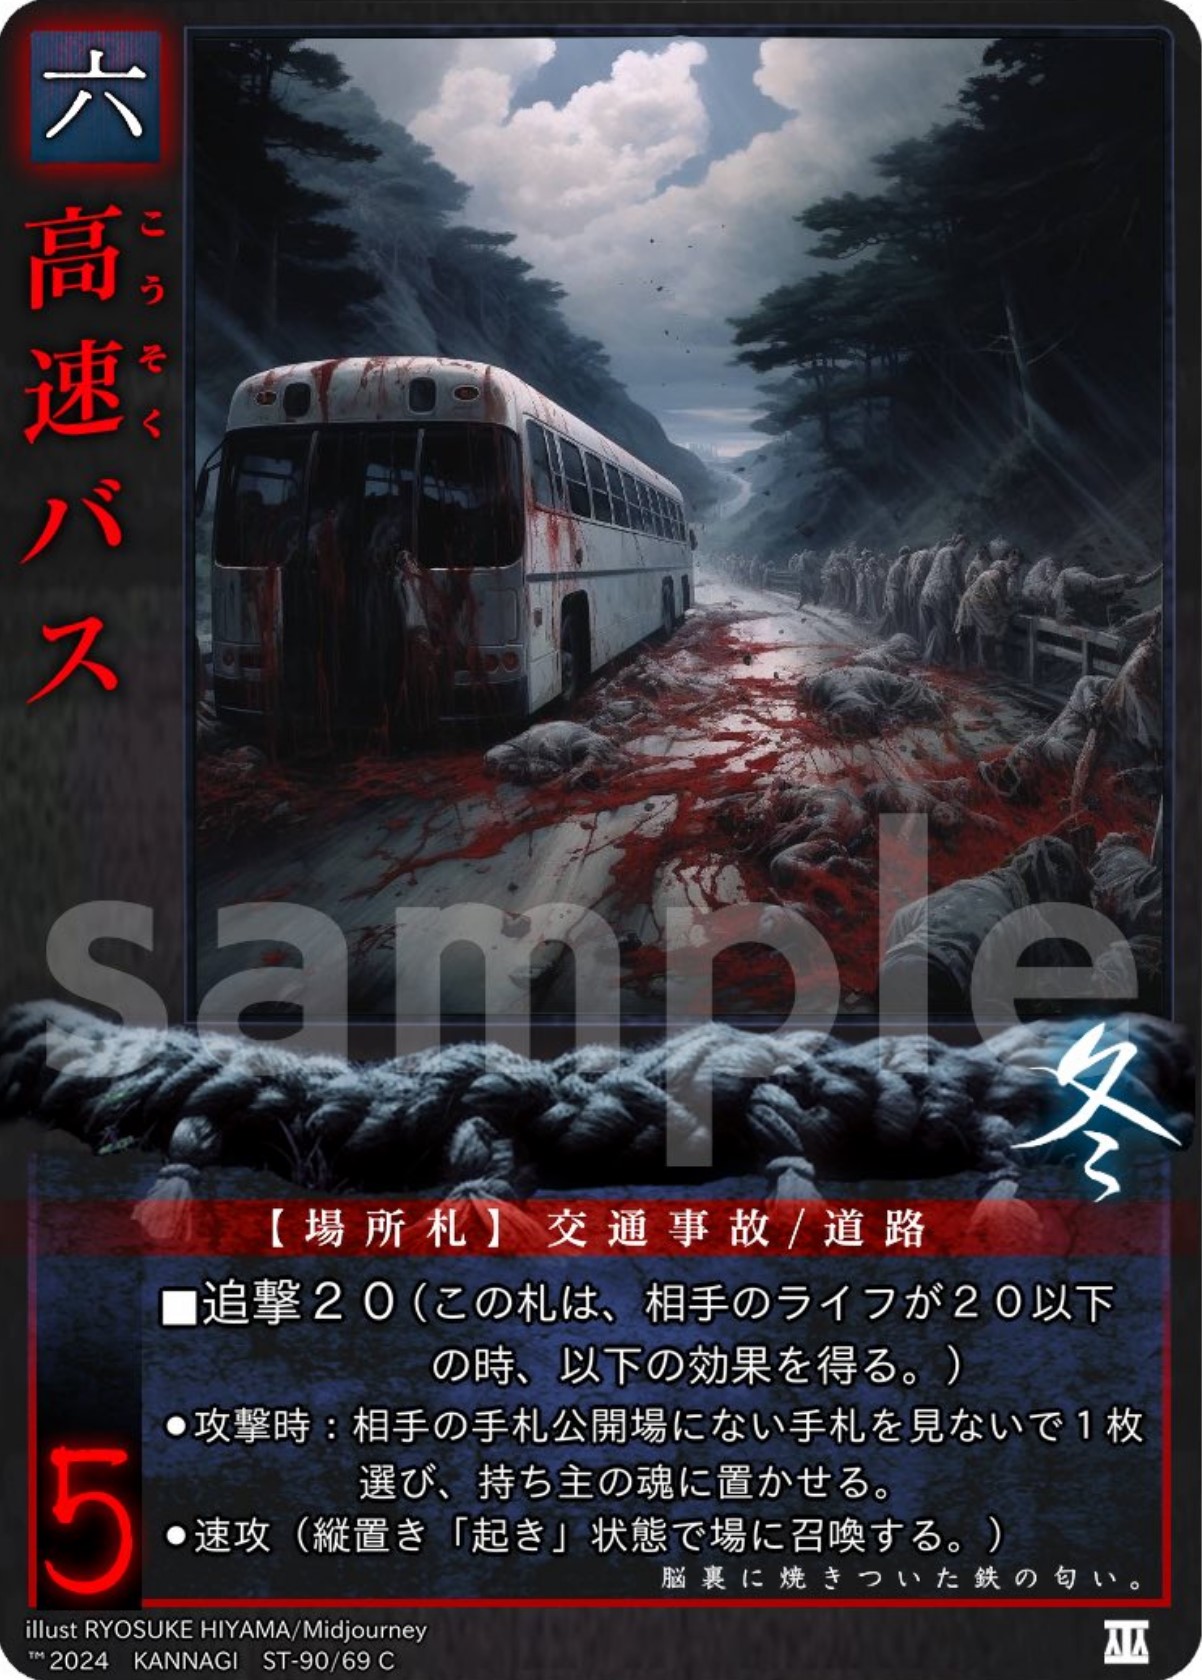 六
高速バス
こうそく
sample
冬
【場所札】交通事故/道路
■追撃20(この札は、相手のライフが20以下
の時、以下の効果を得る。)
●攻撃時:相手の手札公開場にない手札を見ないで1枚
選び、持ち主の魂に置かせる。
●速攻(縦置き「起き」状態で場に召喚する。)
脳裏に焼きついた鉄の匂い。
5
illust RYOSUKE HIYAMA/Midjourney
™2024 KANNAGI ST-90/69 C